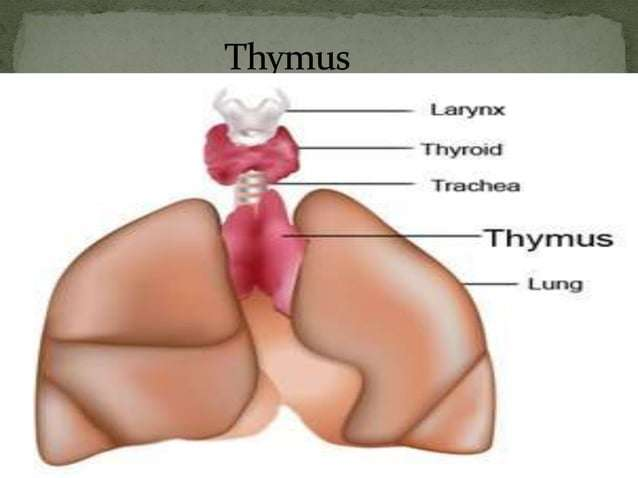 Thymus
Larynx
Thyroid
Trachea
Thymus
Lung